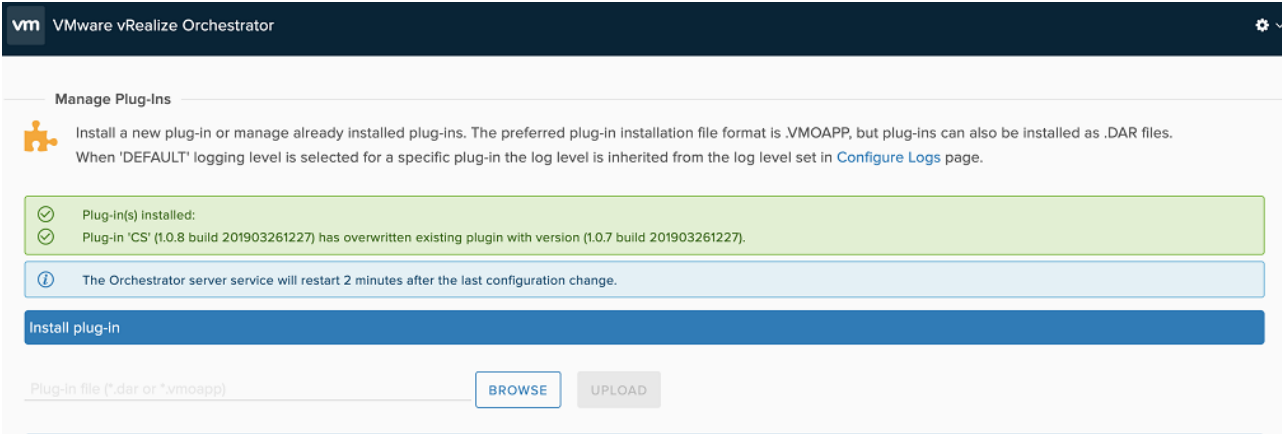 vm VMware vRealize Orchestrator
Manage Plug-Ins
Install a new plug-in or manage already installed plug-ins. The preferred plug-in installation file format is .VMOAPP, but plug-ins can also be installed as .DAR files.
When 'DEFAULT' logging level is selected for a specific plug-in the log level is inherited from the log level set in Configure Logs page.
Plug-in(s) installed:
Plug-in 'CS' (1.0.8 build 201903261227) has overwritten existing plugin with version (1.0.7 build 201903261227).
The Orchestrator server service will restart 2 minutes after the last configuration change.
Install plug-in
Plug-in file (*.dar or *.vmoapp) BROWSE UPLOAD